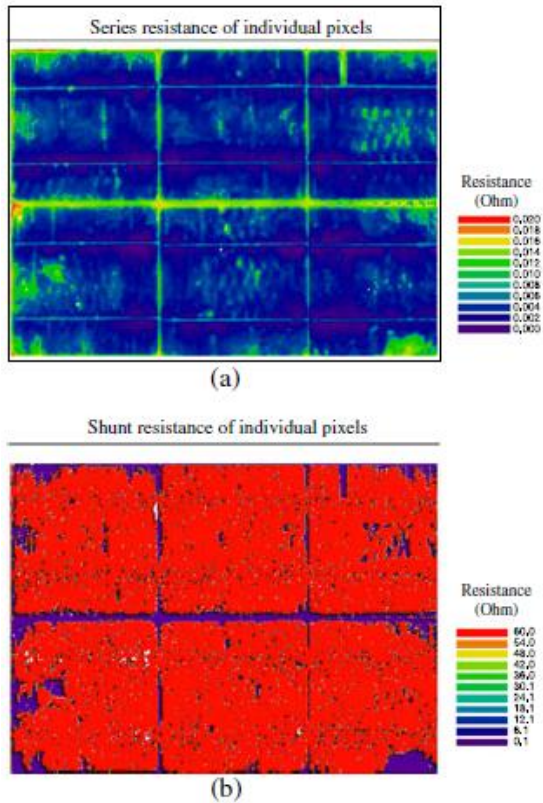 Series resistance of individual pixels
Resistance
(Ohm)
0.020
0.018
0.016
0.014
0.012
0.010
0.008
0.006
0.004
0.002
0.000
(a)
Shunt resistance of individual pixels
Resistance
(Ohm)
60.0
54.0
48.0
42.0
36.0
30.1
24.1
18.1
12.1
6.1
0.1
(b)